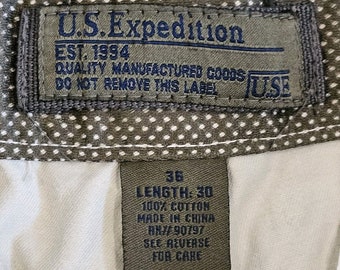 U.S.Expedition
EST. 1994
QUALITY MANUFACTURED GOODS
DO NOT REMOVE THIS LABEL
USE
36
LENGTH: 30
100% COTTON
MADE IN CHINA
RN// 90797
SEE REVERSE
FOR CARE